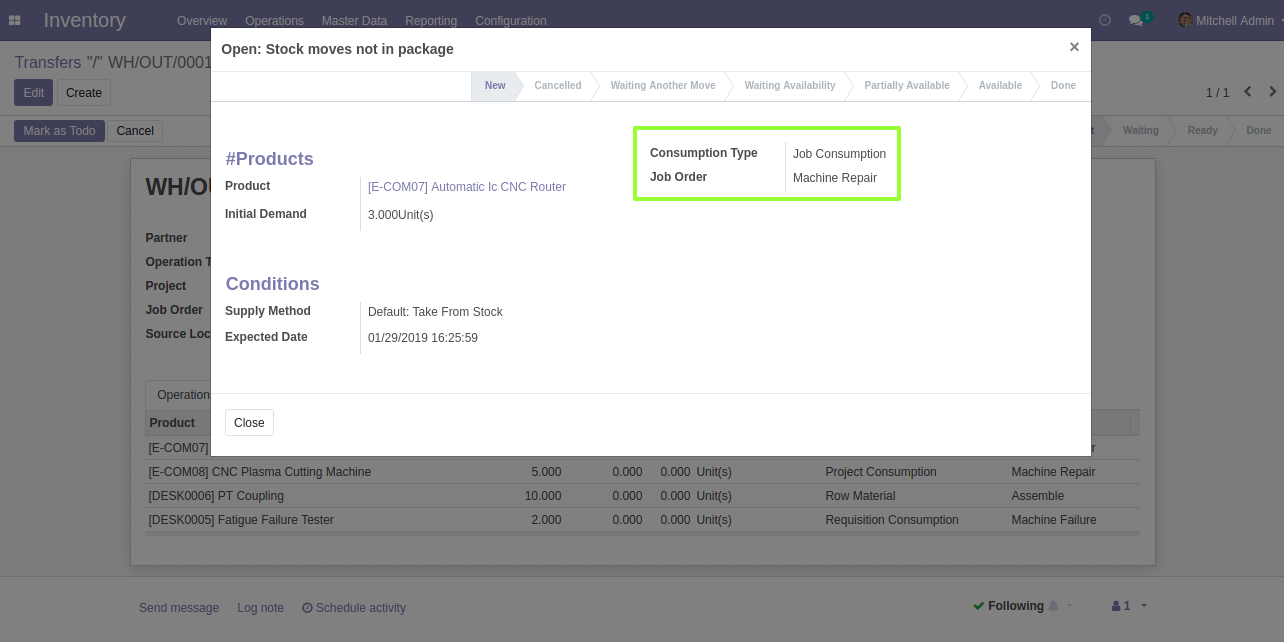 Inventory Overview Operations Master Data Reporting Configuration 1 Mitchell Admin
Open: Stock moves not in package ×
Transfers "/" WH/OUT/0001
New Cancelled Waiting Another Move Waiting Availability Partially Available Available Done
Edit Create 1 / 1
Mark as Todo Cancel Waiting Ready Done
#Products
Product [E-COM07] Automatic Ic CNC Router
Initial Demand 3.000Unit(s)
Consumption Type Job Consumption
Job Order Machine Repair
Conditions
Supply Method Default: Take From Stock
Expected Date 01/29/2019 16:25:59
Close
Partner
Project
Job Order
Product
[E-COM07]
[E-COM08] CNC Plasma Cutting Machine 5.000 0.000 0.000 Unit(s) Project Consumption Machine Repair
[DESK0006] PT Coupling 10.000 0.000 0.000 Unit(s) Row Material Assemble
[DESK0005] Fatigue Failure Tester 2.000 0.000 0.000 Unit(s) Requisition Consumption Machine Failure
Send message Log note Schedule activity Following 1